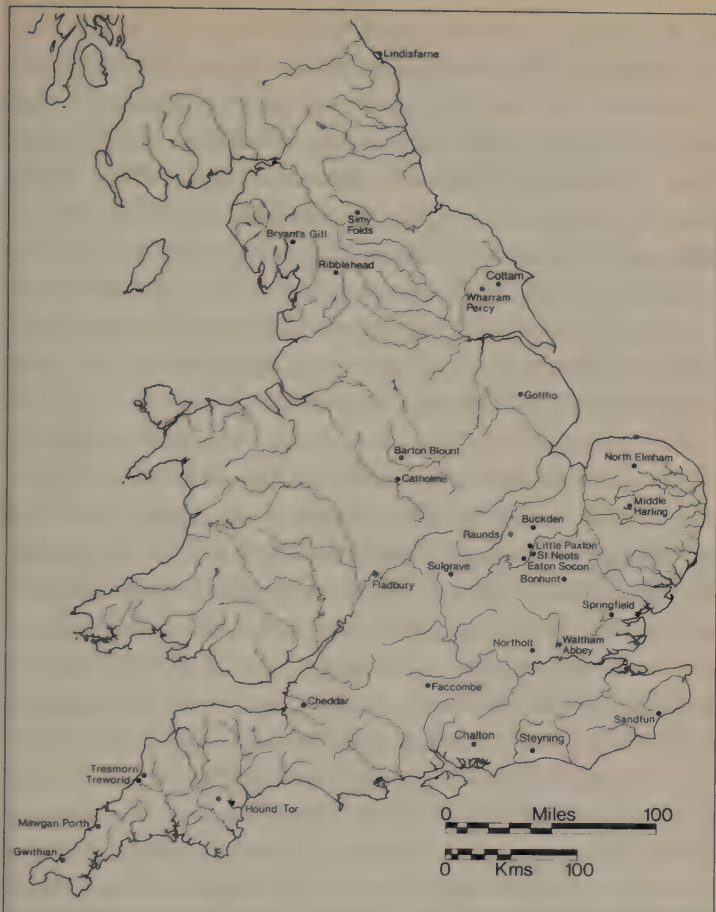 Lindisfarne
Simy
Folds
Bryant's Gill
Ribblehead
Cottam
Wharram
Percy
Goltho
Barton Blount
Catholme
North Elmham
Middle
Harling
Buckden
Raunds
Little Paxton
St Neots
Eaton Socon
Sulgrave
Fladbury
Bonhunt
Springfield
Waltham
Abbey
Northolt
Faccombe
Cheddar
Sandtun
Chalton
Steyning
Tresmorn
Treworld
Hound Tor
Mawgan Porth
Gwithian
0 Miles 100
0 Kms 100